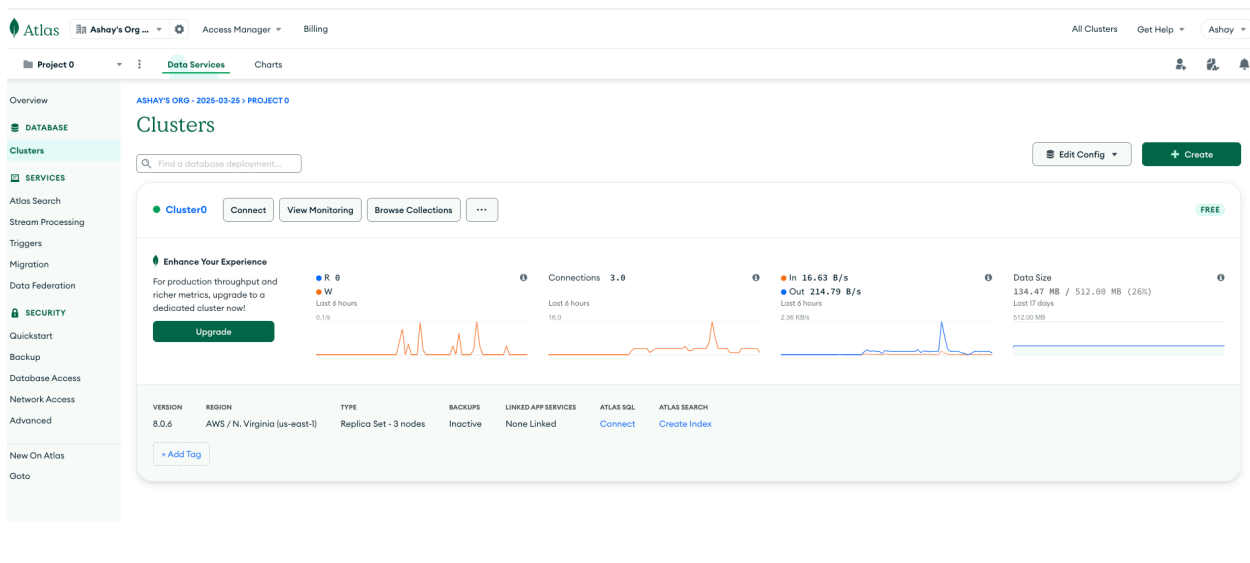 Atlas Ashay's Org ... Access Manager Billing All Clusters Get Help Ashay
Project 0 Data Services Charts
Overview
DATABASE
Clusters
SERVICES
Atlas Search
Stream Processing
Triggers
Migration
Data Federation
SECURITY
Quickstart
Backup
Database Access
Network Access
Advanced
New On Atlas
Goto
ASHAY'S ORG - 2025-03-25 > PROJECT 0
Clusters
Find a database deployment...
Edit Config
+ Create
Cluster0 Connect View Monitoring Browse Collections ... FREE
Enhance Your Experience
For production throughput and
richer metrics, upgrade to a
dedicated cluster now!
Upgrade
R 0
W
Last 6 hours
0.1/s
Connections 3.0
Last 6 hours
16.0
In 16.63 B/s
Out 214.79 B/s
Last 6 hours
2.36 KB/s
Data Size
134.47 MB / 512.00 MB (26%)
Last 17 days
512.00 MB
VERSION REGION TYPE BACKUPS LINKED APP SERVICES ATLAS SQL ATLAS SEARCH
8.0.6 AWS / N. Virginia (us-east-1) Replica Set - 3 nodes Inactive None Linked Connect Create Index
+ Add Tag